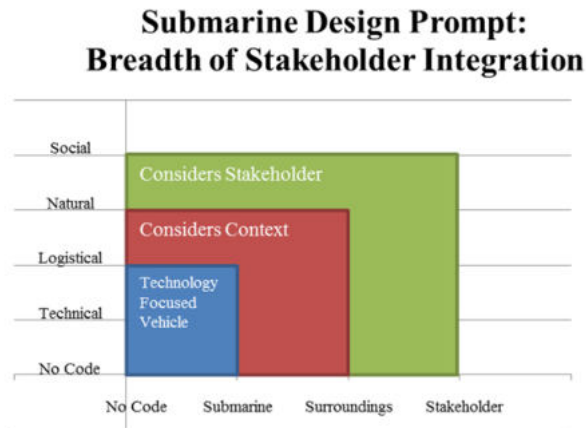 Submarine Design Prompt:
Breadth of Stakeholder Integration
Social
Considers Stakeholder
Natural
Considers Context
Logistical
Technology
Focused
Vehicle
Technical
No Code
No Code
Submarine
Surroundings
Stakeholder